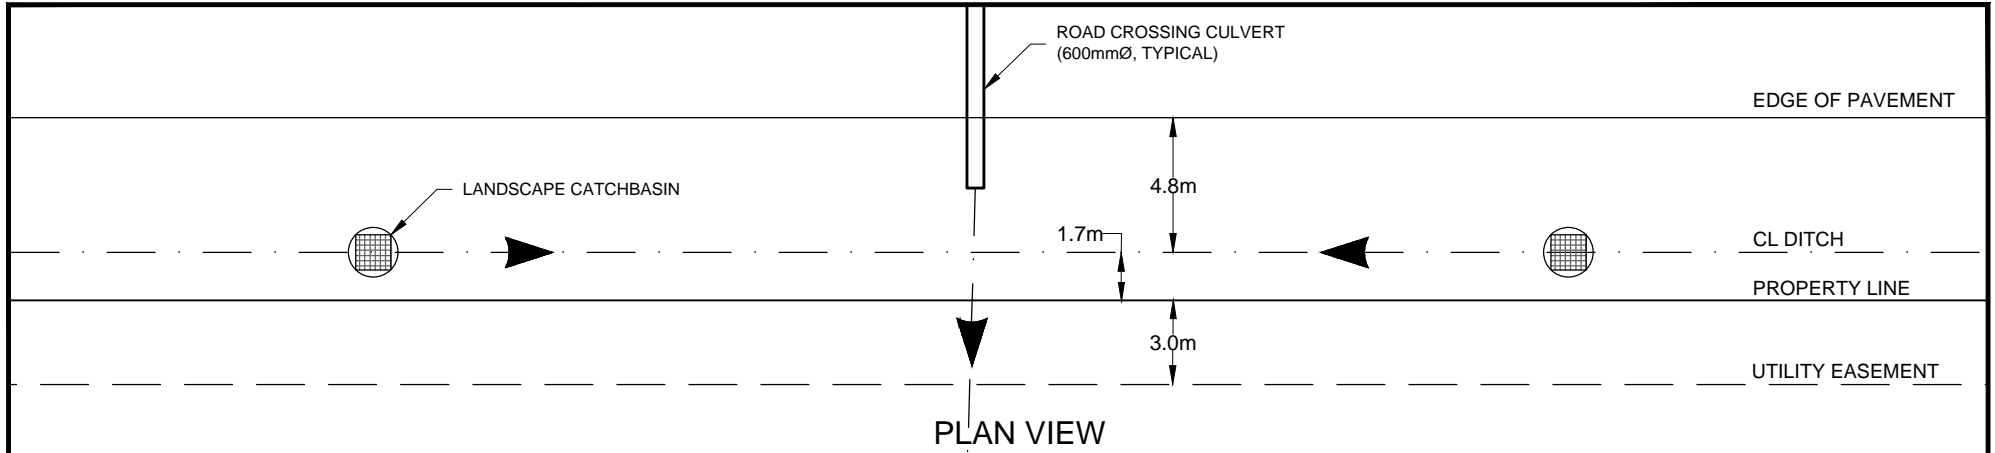 ROAD CROSSING CULVERT
(600mmØ, TYPICAL)
EDGE OF PAVEMENT
LANDSCAPE CATCHBASIN
4.8m
1.7m
CL DITCH
PROPERTY LINE
3.0m
UTILITY EASEMENT
PLAN VIEW